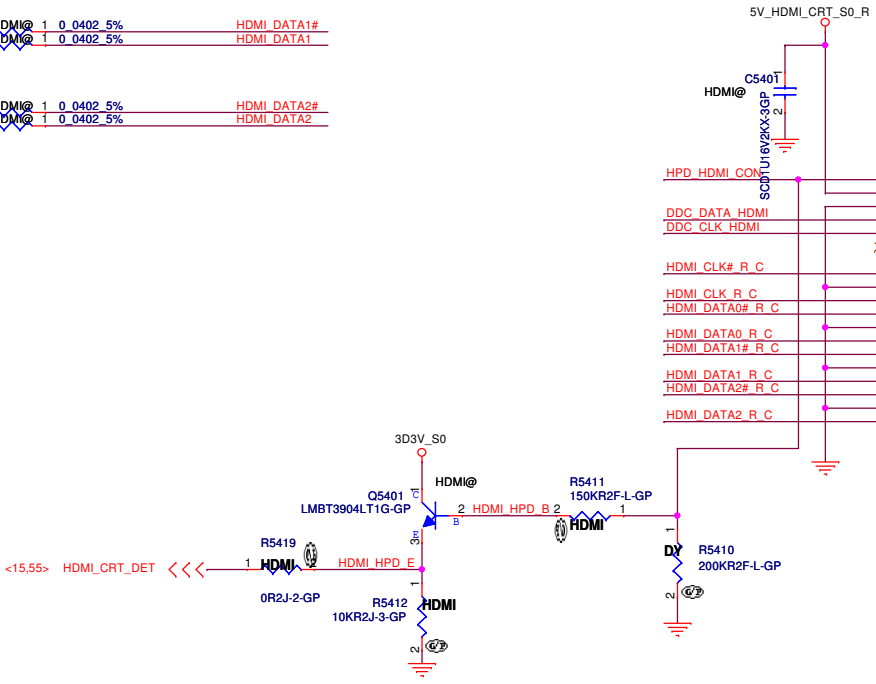 5V_HDMI_CRT_S0_R
DMI@ 1 0_0402_5% HDMI_DATA1#
DMI@ 1 0_0402_5% HDMI_DATA1
1
C5401
HDMI@
2
SCD1U16V2KX-3GP
DMI@ 1 0_0402_5% HDMI_DATA2#
DMI@ 1 0_0402_5% HDMI_DATA2
HPD_HDMI_CON
DDC_DATA_HDMI
DDC_CLK_HDMI
HDMI_CLK#_R_C
HDMI_CLK_R_C
HDMI_DATA0#_R_C
HDMI_DATA0_R_C
HDMI_DATA1#_R_C
HDMI_DATA1_R_C
HDMI_DATA2#_R_C
HDMI_DATA2_R_C
3D3V_S0
HDMI@
R5411
1
C
Q5401
150KR2F-L-GP
LMBT3904LT1G-GP
2 HDMI_HPD_B 2
1
B
HDMI
E
3
1
R5419
DY
R5410
200KR2F-L-GP
<15,55> HDMI_CRT_DET
1
HDMI
2
HDMI_HPD_E
1
2
G/P
0R2J-2-GP
R5412
HDMI
10KR2J-3-GP
2
G/P